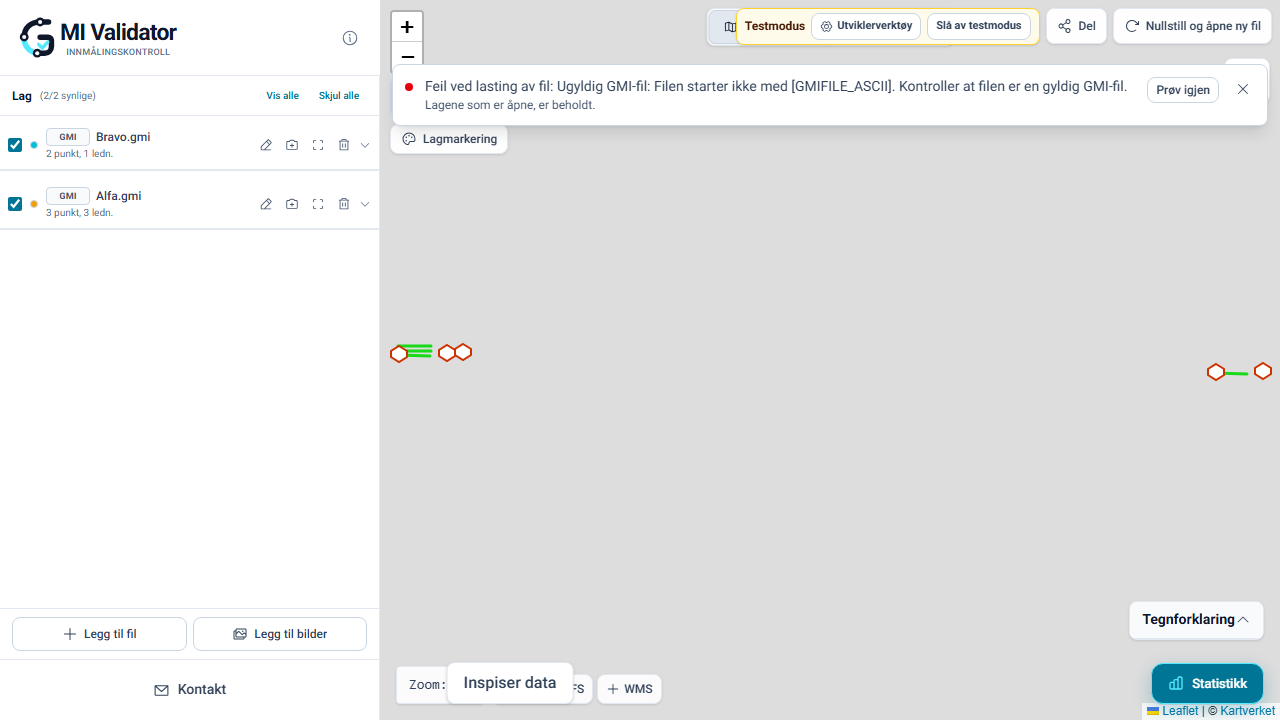 MI Validator
INNMÅLINGSKONTROLL
Lag (2/2 synlige) Vis alle Skjul alle
GMI Bravo.gmi
2 punkt, 1 ledn.
GMI Alfa.gmi
3 punkt, 3 ledn.
Legg til fil Legg til bilder
Kontakt
+
−
Testmodus Utviklerverktøy Slå av testmodus Del Nullstill og åpne ny fil
Feil ved lasting av fil: Ugyldig GMI-fil: Filen starter ikke med [GMIFILE_ASCII]. Kontroller at filen er en gyldig GMI-fil.
Lagene som er åpne, er beholdt.
Prøv igjen
Lagmarkering
Tegnforklaring
Zoom: Inspiser data FS + WMS
Statistikk
Leaflet | © Kartverket